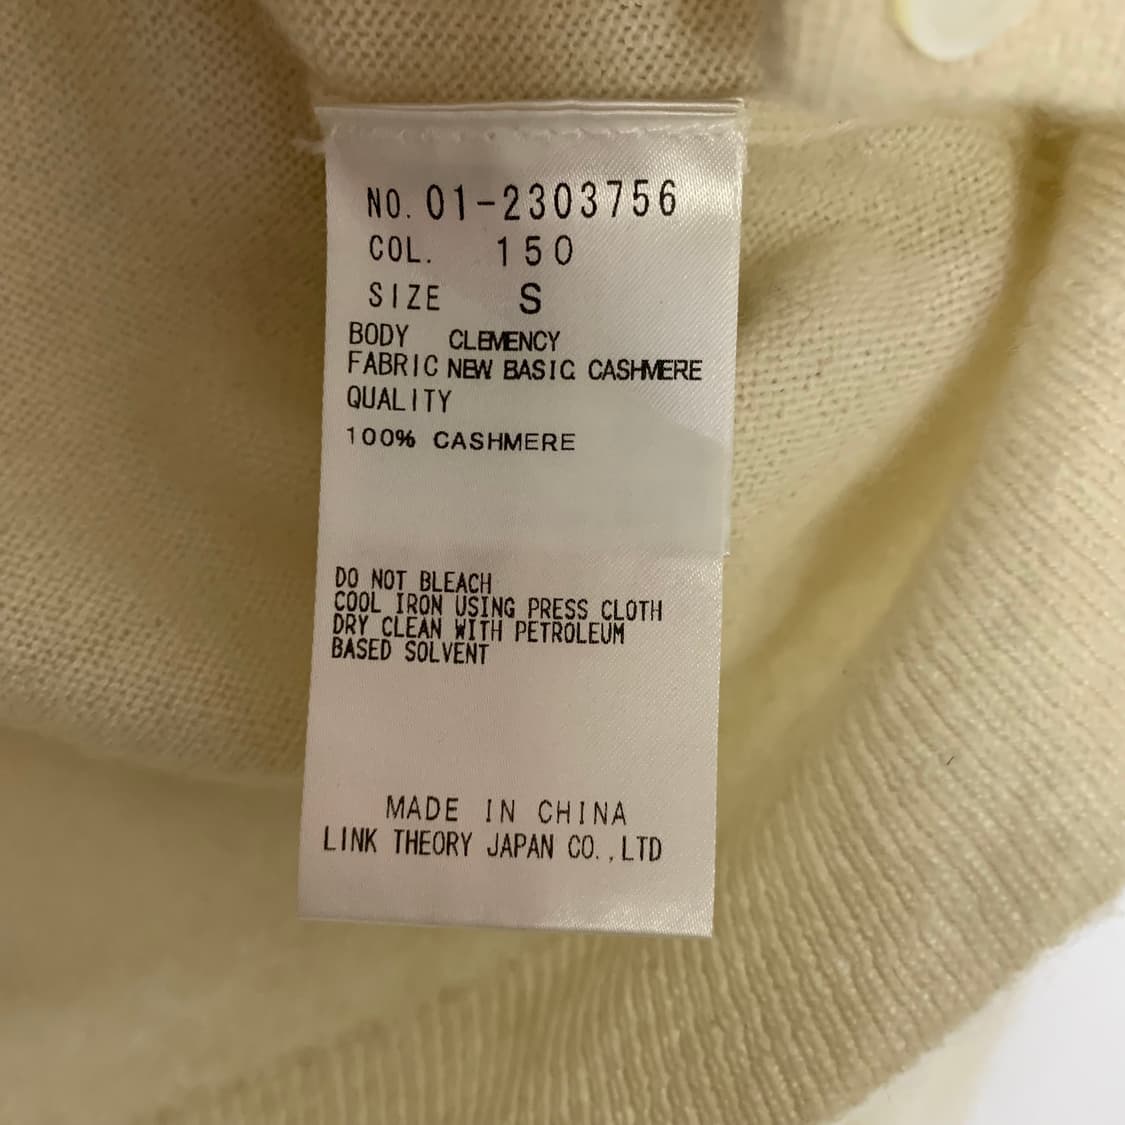 NO. 01-2303756
COL. 150
SIZE S
BODY CLEMENCY
FABRIC NEW BASIC CASHMERE
QUALITY
100% CASHMERE
DO NOT BLEACH
COOL IRON USING PRESS CLOTH
DRY CLEAN WITH PETROLEUM
BASED SOLVENT
MADE IN CHINA
LINK THEORY JAPAN CO.,LTD